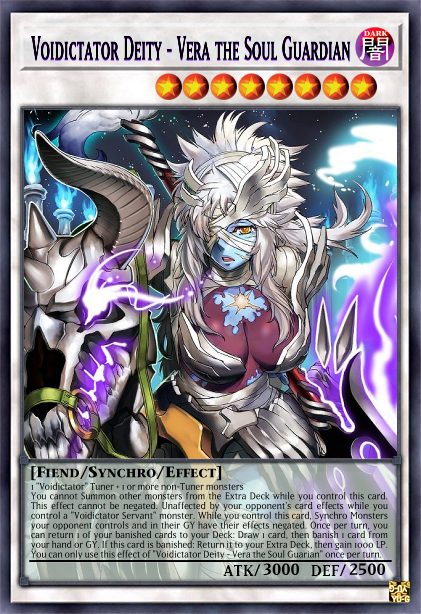 VOIDICTATOR DEITY - VERA THE SOUL GUARDIAN
DARK
闇
[FIEND/SYNCHRO/EFFECT]
1 "Voidictator" Tuner + 1 or more non-Tuner monsters
You cannot Summon other monsters from the Extra Deck while you control this card.
This effect cannot be negated. Unaffected by your opponent's card effects while you
control a "Voidictator Servant" monster. While you control this card, Synchro Monsters
your opponent controls and in their GY have their effects negated. Once per turn, you
can return 1 of your banished cards to your Deck: Draw 1 card, then banish 1 card from
your hand or GY. If this card is banished: Return it to your Extra Deck, then gain 1000 LP.
You can only use this effect of "Voidictator Deity - Vera the Soul Guarian" once per turn.
ATK/3000 DEF/2500